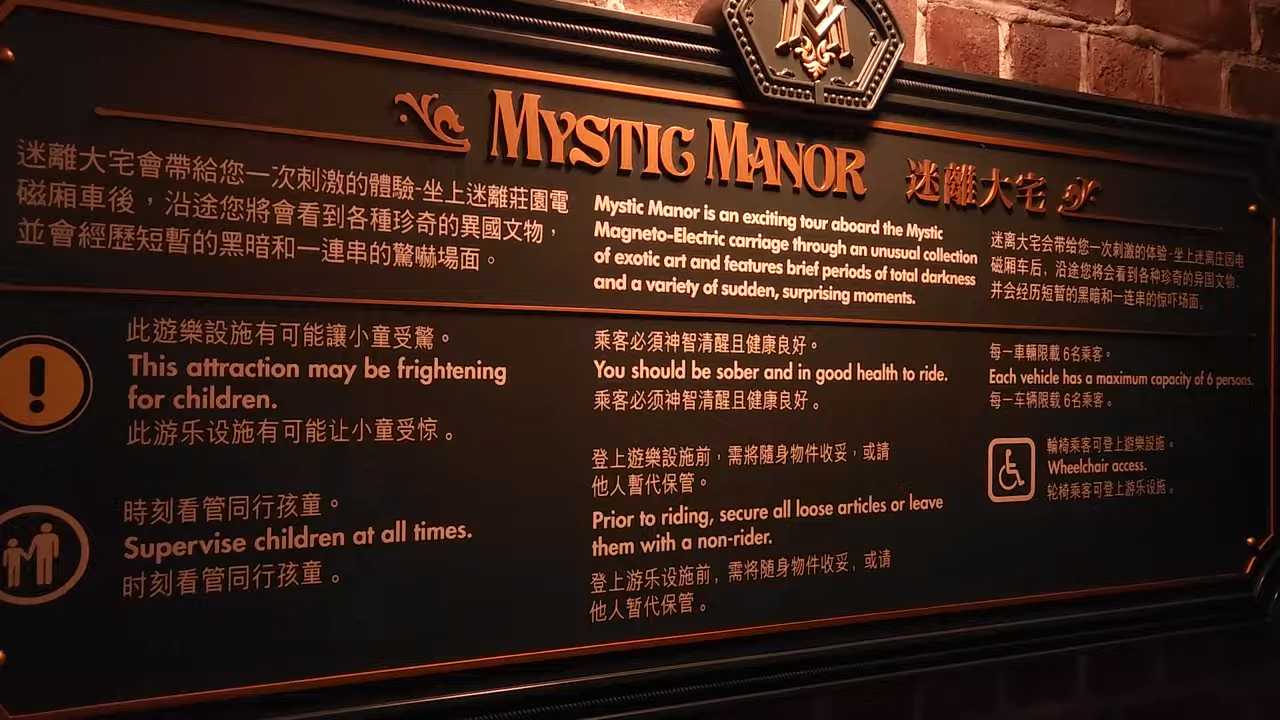 MYSTIC MANOR 迷離大宅
迷離大宅會帶給您一次刺激的體驗-坐上迷離莊園電
磁廂車後，沿途您將會看到各種珍奇的異國文物，
並會經歷短暫的黑暗和一連串的驚嚇場面。
Mystic Manor is an exciting tour aboard the Mystic
Magneto-Electric carriage through an unusual collection
of exotic art and features brief periods of total darkness
and a variety of sudden, surprising moments.
迷离大宅会带给您一次刺激的体验-坐上迷离庄园电
磁厢车后，沿途您将会看到各种珍奇的异国文物，
并会经历短暂的黑暗和一连串的惊吓场面。
此遊樂設施有可能讓小童受驚。
This attraction may be frightening
for children.
此游乐设施有可能让小童受惊。
時刻看管同行孩童。
Supervise children at all times.
时刻看管同行孩童。
乘客必須神智清醒且健康良好。
You should be sober and in good health to ride.
乘客必须神智清醒且健康良好。
登上遊樂設施前，需將隨身物件收妥，或請
他人暫代保管。
Prior to riding, secure all loose articles or leave
them with a non-rider.
登上游乐设施前，需将随身物件收妥，或请
他人暂代保管。
每一車輛限載 6名乘客。
Each vehicle has a maximum capacity of 6 persons.
每一车辆限载 6名乘客。
輪椅乘客可登上遊樂設施。
Wheelchair access.
轮椅乘客可登上游乐设施。